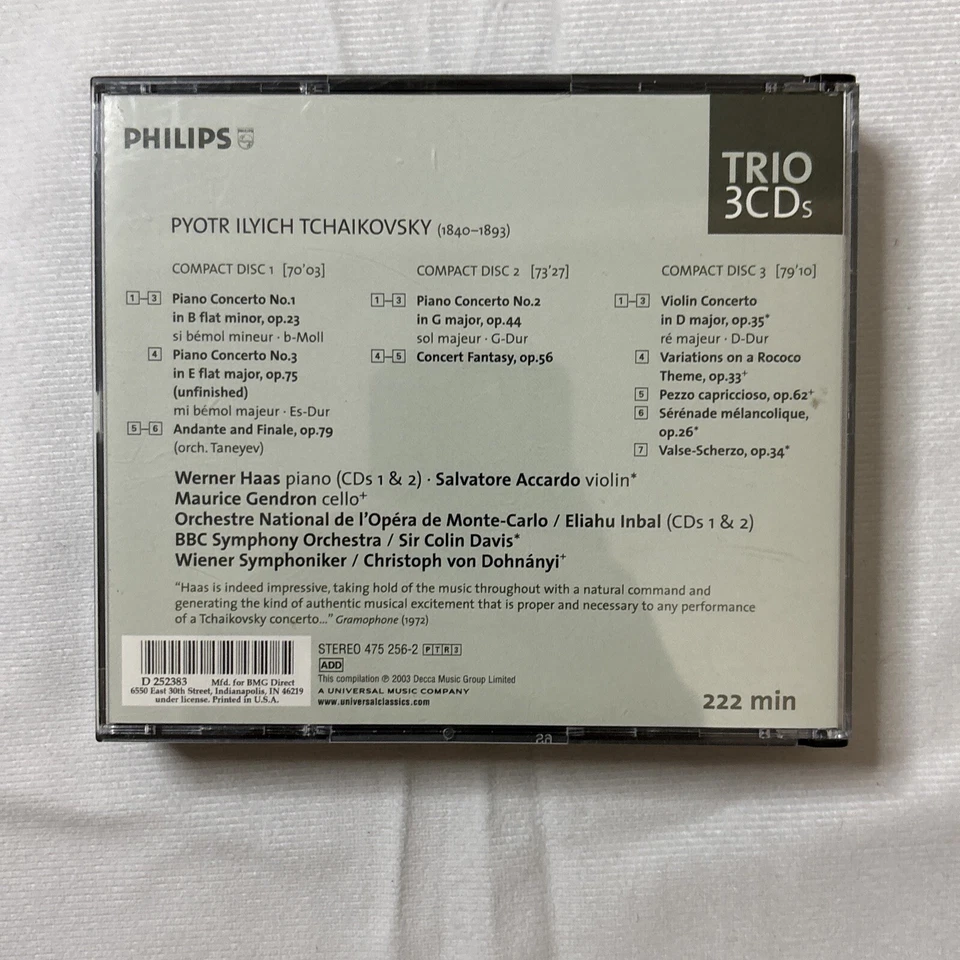 PHILIPS
TRIO
3CDs
PYOTR ILYICH TCHAIKOVSKY (1840–1893)
COMPACT DISC 1 [70'03]
1–3 Piano Concerto No.1
in B flat minor, op.23
si bémol mineur · b-Moll
4 Piano Concerto No.3
in E flat major, op.75
(unfinished)
mi bémol majeur · Es-Dur
5–6 Andante and Finale, op.79
(orch. Taneyev)
COMPACT DISC 2 [73'27]
1–3 Piano Concerto No.2
in G major, op.44
sol majeur · G-Dur
4–5 Concert Fantasy, op.56
COMPACT DISC 3 [79'10]
1–3 Violin Concerto
in D major, op.35*
ré majeur · D-Dur
4 Variations on a Rococo
Theme, op.33+
5 Pezzo capriccioso, op.62+
6 Sérénade mélancolique,
op.26*
7 Valse-Scherzo, op.34*
Werner Haas piano (CDs 1 & 2) · Salvatore Accardo violin*
Maurice Gendron cello+
Orchestre National de l'Opéra de Monte-Carlo / Eliahu Inbal (CDs 1 & 2)
BBC Symphony Orchestra / Sir Colin Davis*
Wiener Symphoniker / Christoph von Dohnányi+
"Haas is indeed impressive, taking hold of the music throughout with a natural command and
generating the kind of authentic musical excitement that is proper and necessary to any performance
of a Tchaikovsky concerto..." Gramophone (1972)
D 252383 Mfd. for BMG Direct
6550 East 30th Street, Indianapolis, IN 46219
under license. Printed in U.S.A.
STEREO 475 256-2 PTR3
ADD
This compilation ℗ 2003 Decca Music Group Limited
A UNIVERSAL MUSIC COMPANY
www.universalclassics.com
222 min